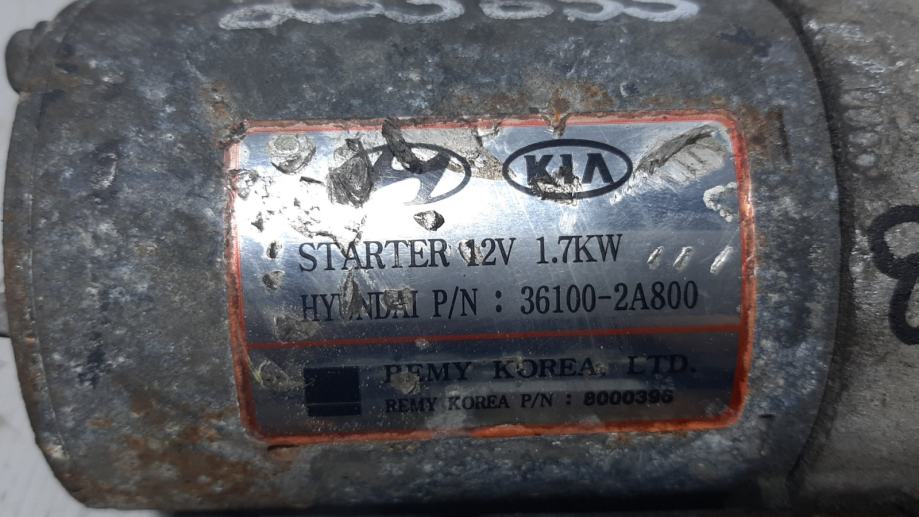 KIA
STARTER 12V 1.7KW
HYUNDAI P/N : 36100-2A800
REMY KOREA. LTD.
REMY KOREA P/N : 8000396